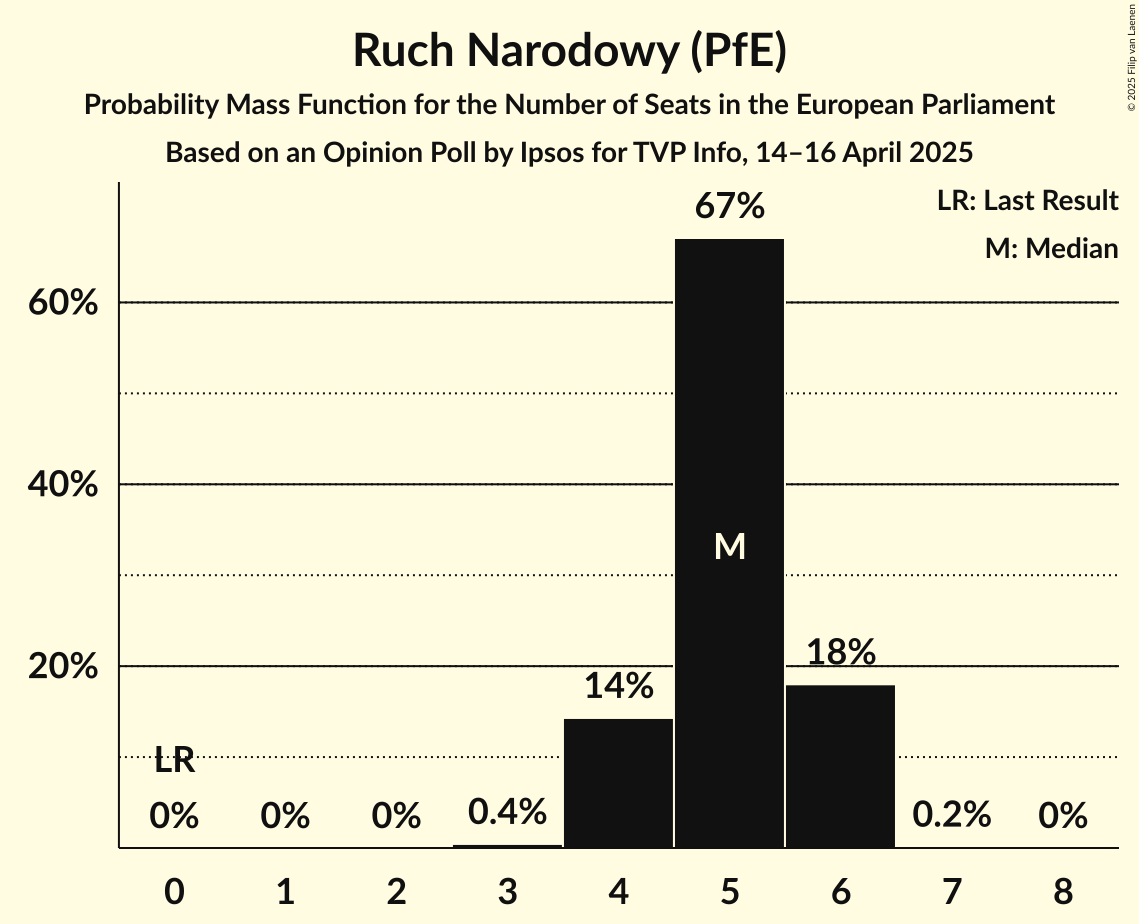 Ruch Narodowy (PfE)
Probability Mass Function for the Number of Seats in the European Parliament
Based on an Opinion Poll by Ipsos for TVP Info, 14–16 April 2025
© 2025 Filip van Laenen
LR: Last Result
M: Median
67%
60%
40%
M
20%
18%
14%
LR
0%
0%
0%
0.4%
0.2%
0%
0 1 2 3 4 5 6 7 8